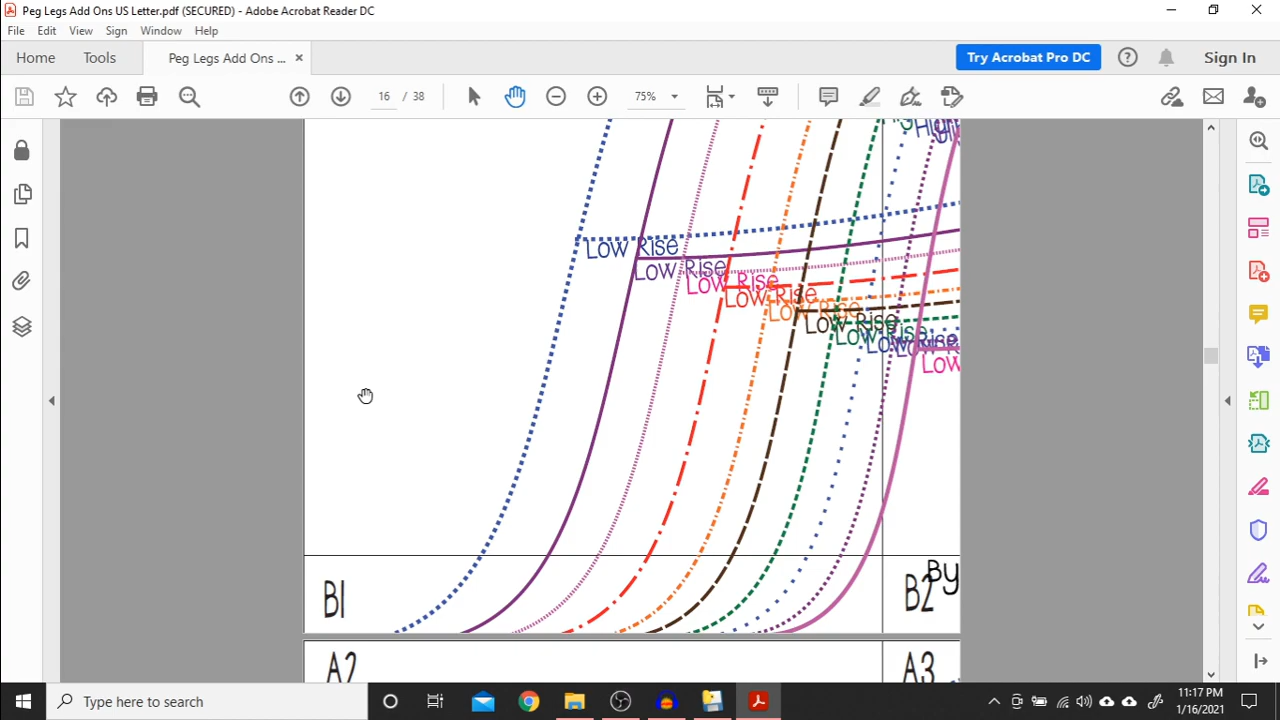 Peg Legs Add Ons US Letter.pdf (SECURED) - Adobe Acrobat Reader DC
File Edit View Sign Window Help
Home Tools Peg Legs Add Ons ... × Try Acrobat Pro DC Sign In
16 / 38 75%
Low Rise
Low Rise
Low Rise
Low Rise
Low Rise
Low Rise
Low Rise
Low
B1
B2
By
A2
A3
Type here to search
11:17 PM
1/16/2021